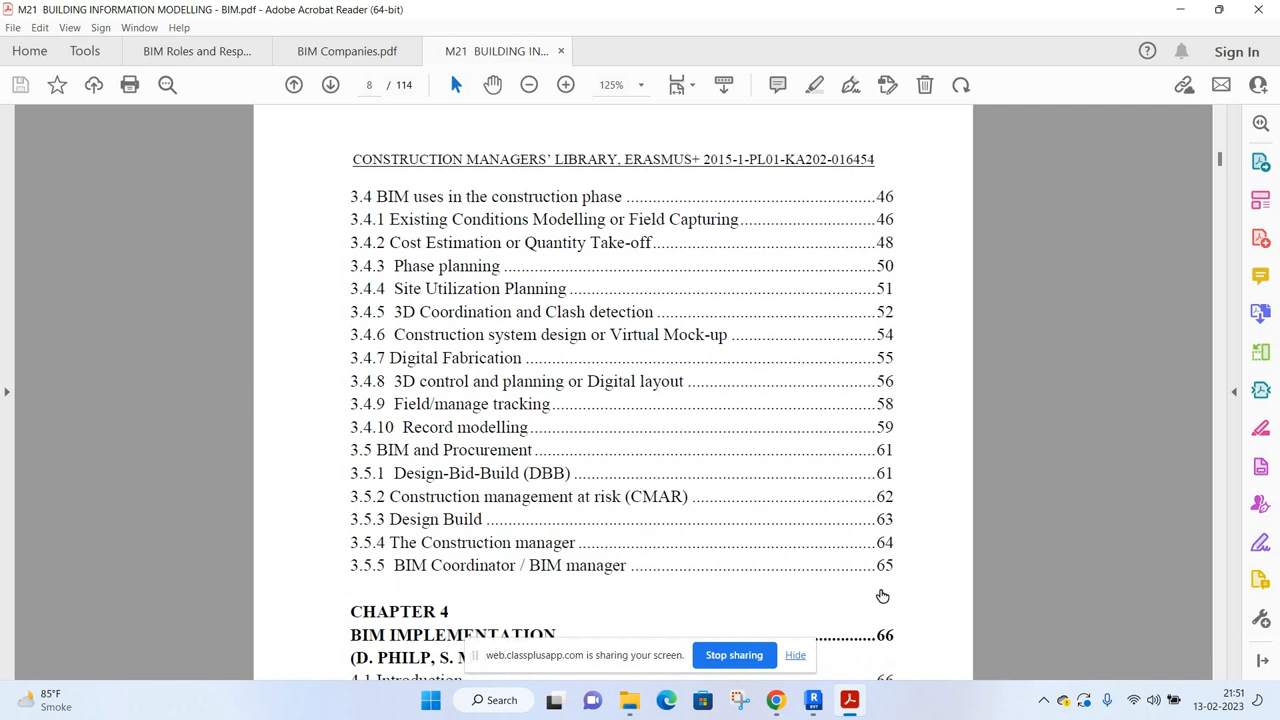 M21 BUILDING INFORMATION MODELLING - BIM.pdf - Adobe Acrobat Reader (64-bit)
File Edit View Sign Window Help
Home Tools BIM Roles and Resp... BIM Companies.pdf M21 BUILDING IN... × Sign In
8 / 114 125%
CONSTRUCTION MANAGERS' LIBRARY, ERASMUS+ 2015-1-PL01-KA202-016454
3.4 BIM uses in the construction phase ........................................................46
3.4.1 Existing Conditions Modelling or Field Capturing..............................46
3.4.2 Cost Estimation or Quantity Take-off..................................................48
3.4.3 Phase planning ....................................................................................50
3.4.4 Site Utilization Planning .....................................................................51
3.4.5 3D Coordination and Clash detection .................................................52
3.4.6 Construction system design or Virtual Mock-up ................................54
3.4.7 Digital Fabrication ...............................................................................55
3.4.8 3D control and planning or Digital layout ..........................................56
3.4.9 Field/manage tracking.........................................................................58
3.4.10 Record modelling..............................................................................59
3.5 BIM and Procurement.............................................................................61
3.5.1 Design-Bid-Build (DBB) ....................................................................61
3.5.2 Construction management at risk (CMAR) .........................................62
3.5.3 Design Build ........................................................................................63
3.5.4 The Construction manager ..................................................................64
3.5.5 BIM Coordinator / BIM manager .......................................................65
CHAPTER 4
BIM IMPLEMENTATION ..............66
(D. PHILP, S. M
4.1 Introduction 66
web.classplusapp.com is sharing your screen. Stop sharing Hide
85°F
Smoke
Search
21:51
13-02-2023